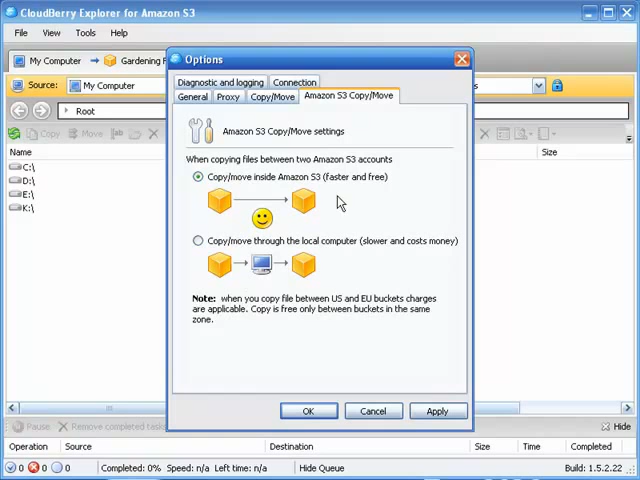 CloudBerry Explorer for Amazon S3
File View Tools Help
My Computer Gardening
Source: My Computer
Root
Copy Move
Name Size
C:\
D:\
E:\
K:\
Options
Diagnostic and logging Connection
General Proxy Copy/Move Amazon S3 Copy/Move
Amazon S3 Copy/Move settings
When copying files between two Amazon S3 accounts
Copy/move inside Amazon S3 (faster and free)
Copy/move through the local computer (slower and costs money)
Note: when you copy file between US and EU buckets charges
are applicable. Copy is free only between buckets in the same
zone.
OK Cancel Apply
Pause Remove completed Hide
Operation Source Destination Size Time Completed
0 0 0 Completed: 0% Speed: n/a Left time: n/a Hide Queue Build: 1.5.2.22